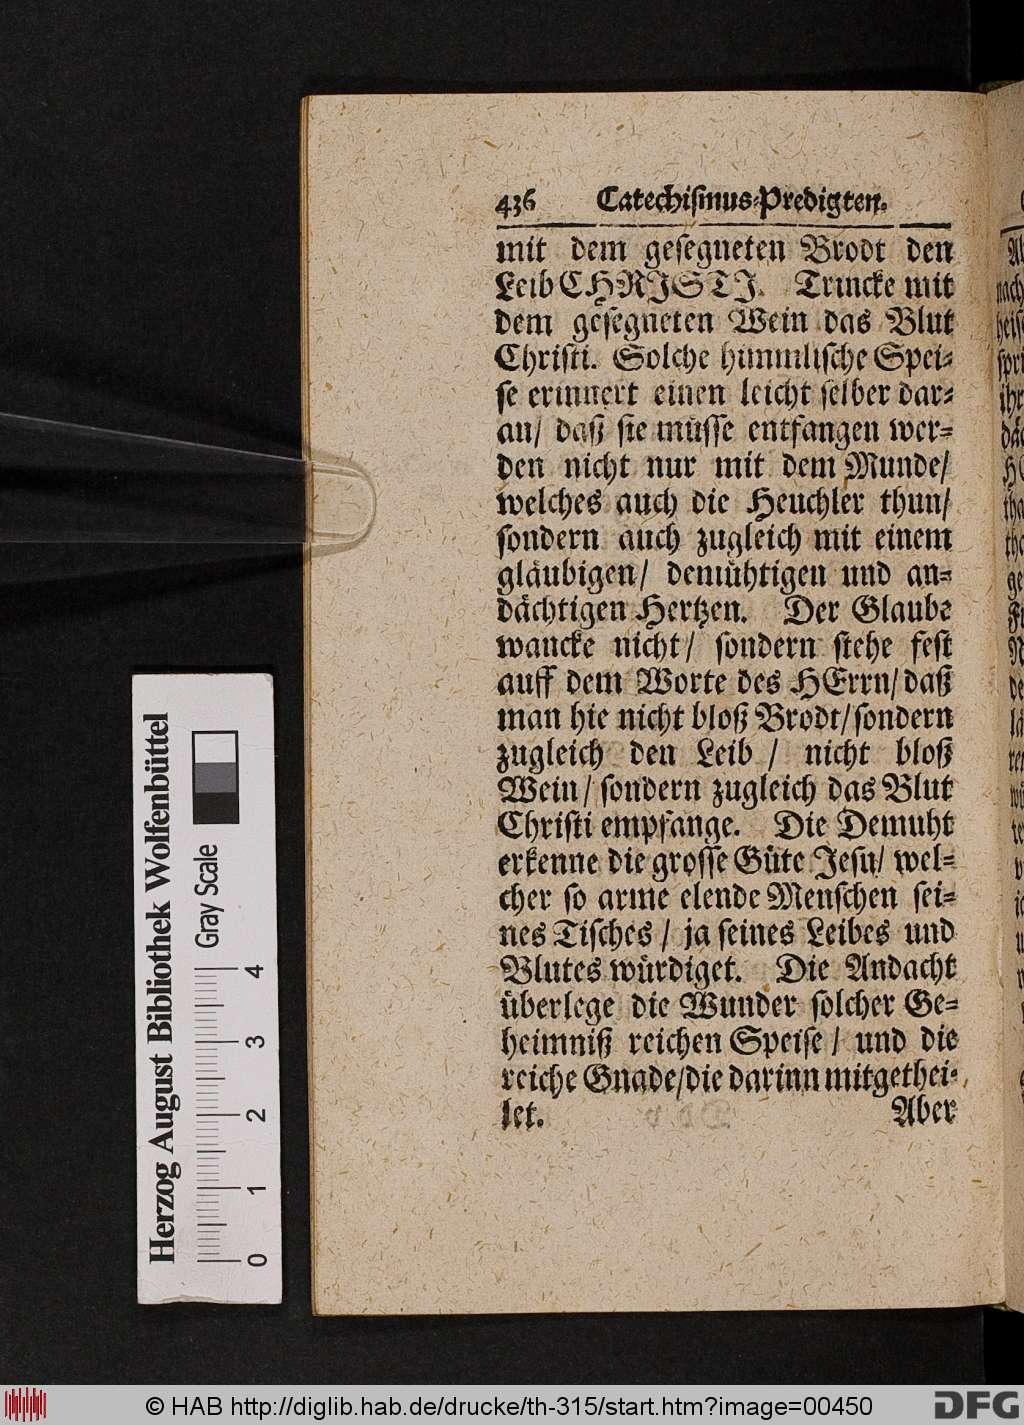 436 Catechismus-Predigten.
mit dem gesegneten Brodt den
Leib CHRISTI. Trincke mit
dem gesegneten Wein das Blut
Christi. Solche himmlische Spei-
se erinnert einen leicht selber dar-
an/ daß sie müsse entfangen wer-
den nicht nur mit dem Munde/
welches auch die Heuchler thun/
sondern auch zugleich mit einem
gläubigen/ demühtigen und an-
dächtigen Hertzen. Der Glaube
wancke nicht/ sondern stehe fest
auff dem Worte des HErrn/ daß
man hie nicht bloß Brodt/ sondern
zugleich den Leib / nicht bloß
Wein/ sondern zugleich das Blut
Christi empfange. Die Demuht
erkenne die grosse Güte Jesu/ wel-
cher so arme elende Menschen sei-
nes Tisches / ja seines Leibes und
Blutes würdiget. Die Andacht
überlege die Wunder solcher Ge-
heimniß reichen Speise / und die
reiche Gnade/ die darinn mitgethei-
let. Aber
Herzog August Bibliothek Wolfenbüttel
Gray Scale
0 1 2 3 4
© HAB http://diglib.hab.de/drucke/th-315/start.htm?image=00450
DFG